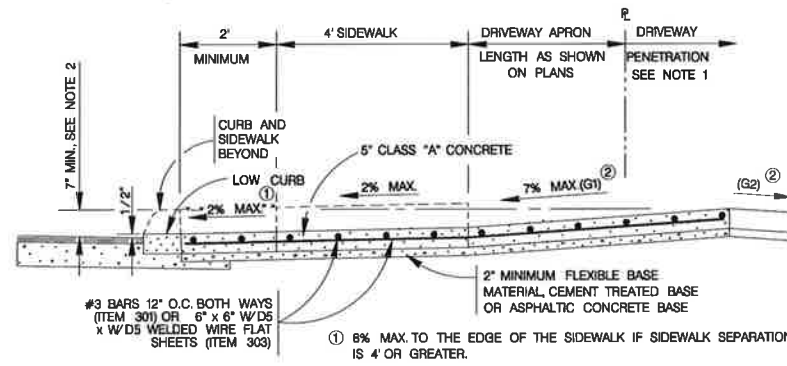 ℄
2'
4' SIDEWALK
DRIVEWAY APRON
DRIVEWAY
MINIMUM
LENGTH AS SHOWN
ON PLANS
PENETRATION
SEE NOTE 1
7" MIN., SEE NOTE 2
CURB AND
SIDEWALK
BEYOND
5" CLASS "A" CONCRETE
1/2"
LOW CURB
2% MAX. ①
2% MAX.
7% MAX.(G1) ②
(G2) ②
#3 BARS 12" O.C. BOTH WAYS
(ITEM 301) OR 6" x 6" W/D5
x W/D5 WELDED WIRE FLAT
SHEETS (ITEM 303)
2" MINIMUM FLEXIBLE BASE
MATERIAL, CEMENT TREATED BASE
OR ASPHALTIC CONCRETE BASE
① 6% MAX. TO THE EDGE OF THE SIDEWALK IF SIDEWALK SEPARATION
IS 4' OR GREATER.